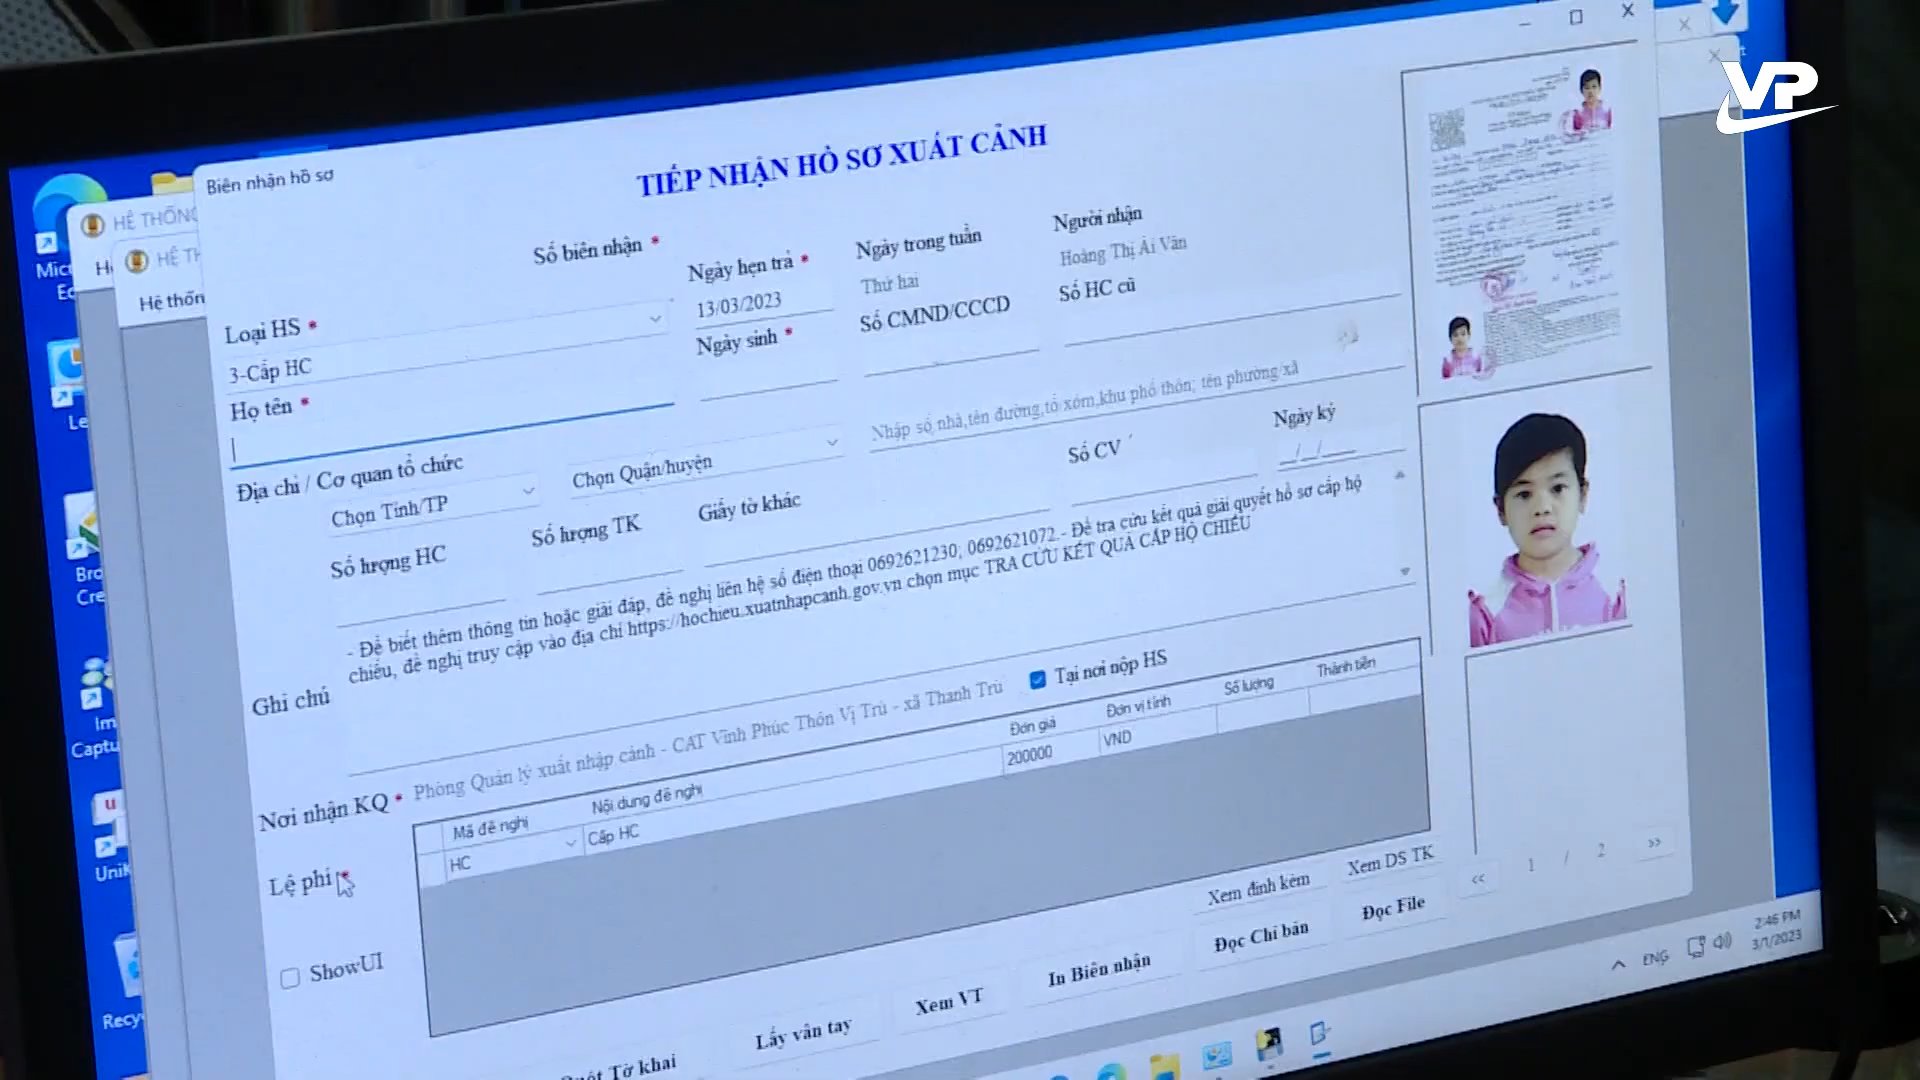 VP
Biên nhận hồ sơ
TIẾP NHẬN HỒ SƠ XUẤT CẢNH
HỆ THỐNG
Hệ thốn
Số biên nhận *
Ngày hẹn trả *
Ngày trong tuần
Người nhận
13/03/2023
Thứ hai
Hoàng Thị Ái Vân
Loại HS *
Ngày sinh *
Số CMND/CCCD
Số HC cũ
3-Cấp HC
Họ tên *
Địa chỉ / Cơ quan tổ chức
Chọn Tỉnh/TP
Chọn Quận/huyện
Nhập số nhà,tên đường,tổ xóm,khu phố thôn; tên phường/xã
Số lượng HC
Số lượng TK
Giấy tờ khác
Số CV
Ngày ký
__/__/____
- Để biết thêm thông tin hoặc giải đáp, đề nghị liên hệ số điện thoại 0692621230; 0692621072 - Để tra cứu kết quả giải quyết hồ sơ cấp hộ
chiếu, đề nghị truy cập vào địa chỉ https://hochieu.xuatnhapcanh.gov.vn chọn mục TRA CỨU KẾT QUẢ CẤP HỘ CHIẾU
Ghi chú
Nơi nhận KQ *
Phòng Quản lý xuất nhập cảnh - CAT Vĩnh Phúc Thôn Vị Trù - xã Thanh Trù
Tại nơi nộp HS
Lệ phí *
Mã đề nghị
Nội dung đề nghị
Đơn giá
Đơn vị tính
Số lượng
Thành tiền
HC
Cấp HC
200000
VND
ShowUI
Xem đính kèm
Xem DS TK
<< 1 / 2 >>
Tờ khai
Lấy vân tay
Xem VT
In Biên nhận
Đọc Chỉ bản
Đọc File
ENG
2:46 PM
3/1/2023